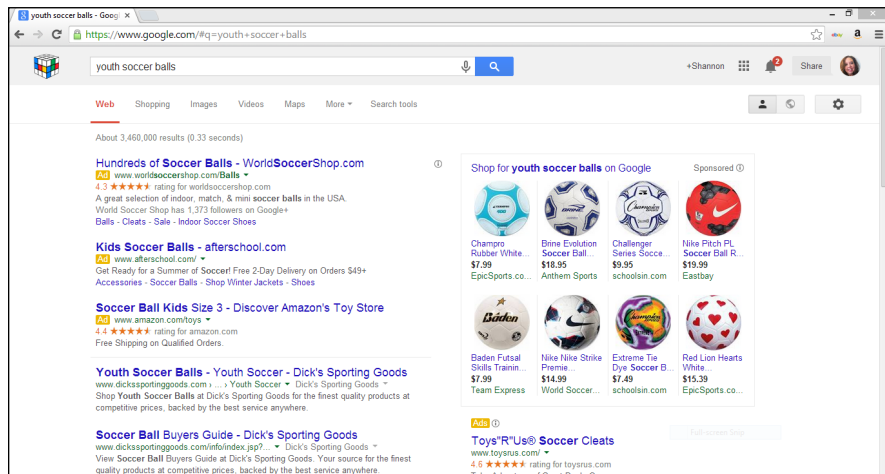 youth soccer balls - Goog
https://www.google.com/#q=youth+soccer+balls
ebay
a
youth soccer balls
+Shannon
2
Share
Web Shopping Images Videos Maps More Search tools
About 3,460,000 results (0.33 seconds)
Hundreds of Soccer Balls - WorldSoccerShop.com
Ad www.worldsoccershop.com/Balls
4.3 ★★★★★ rating for worldsoccershop.com
A great selection of indoor, match, & mini soccer balls in the USA.
World Soccer Shop has 1,373 followers on Google+
Balls - Cleats - Sale - Indoor Soccer Shoes
Kids Soccer Balls - afterschool.com
Ad www.afterschool.com/
Get Ready for a Summer of Soccer! Free 2-Day Delivery on Orders $49+
Accessories - Soccer Balls - Shop Winter Jackets - Shoes
Soccer Ball Kids Size 3 - Discover Amazon's Toy Store
Ad www.amazon.com/toys
4.4 ★★★★★ rating for amazon.com
Free Shipping on Qualified Orders.
Youth Soccer Balls - Youth Soccer - Dick's Sporting Goods
www.dickssportinggoods.com › ... › Youth Soccer Dick's Sporting Goods
Shop Youth Soccer Balls at Dick's Sporting Goods for the finest quality products at
competitive prices, backed by the best service anywhere.
Soccer Ball Buyers Guide - Dick's Sporting Goods
www.dickssportinggoods.com/info/index.jsp?... Dick's Sporting Goods
View Soccer Ball Buyers Guide at Dick's Sporting Goods. Your source for the finest
quality products at competitive prices, backed by the best service anywhere.
Shop for youth soccer balls on Google Sponsored
Champro
Rubber White...
$7.99
EpicSports.co...
Brine Evolution
Soccer Ball...
$18.95
Anthem Sports
Challenger
Series Socce...
$9.95
schoolsin.com
Nike Pitch PL
Soccer Ball R...
$19.99
Eastbay
Baden Futsal
Skills Trainin...
$7.99
Team Express
Nike Nike Strike
Premie...
$14.99
World Soccer...
Extreme Tie
Dye Soccer B...
$7.49
schoolsin.com
Red Lion Hearts
White...
$15.39
EpicSports.co...
Ads
Toys"R"Us® Soccer Cleats
www.toysrus.com/
4.6 ★★★★★ rating for toysrus.com